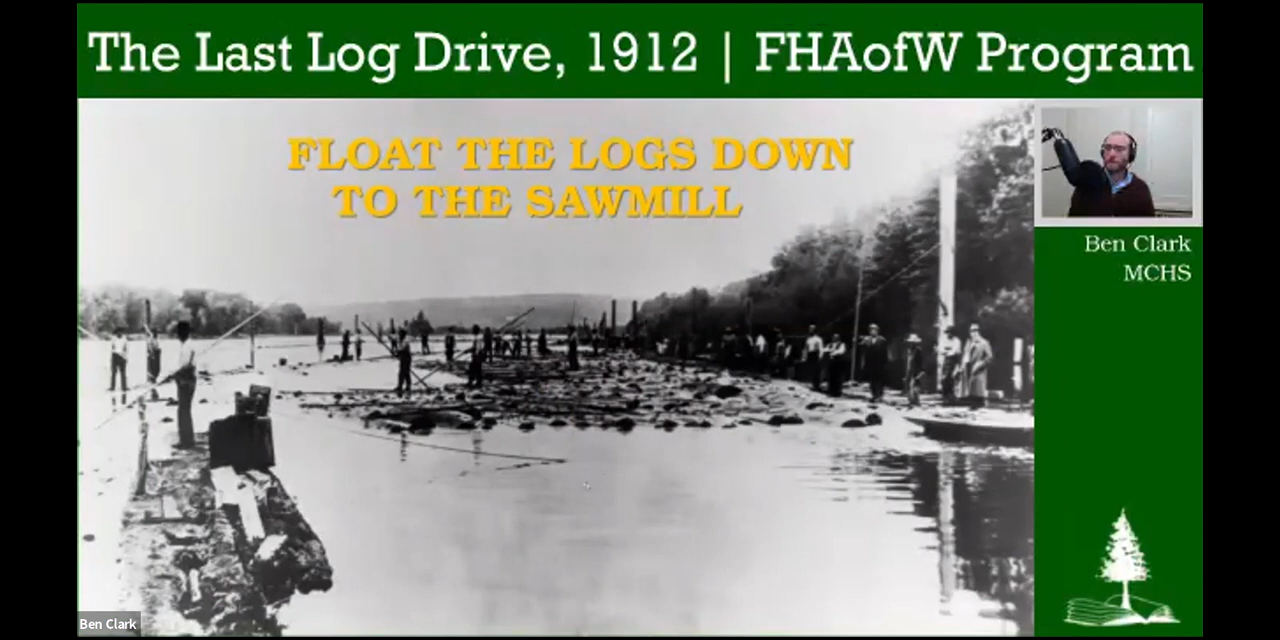 The Last Log Drive, 1912 | FHAofW Program
FLOAT THE LOGS DOWN
TO THE SAWMILL
Ben Clark
MCHS
Ben Clark